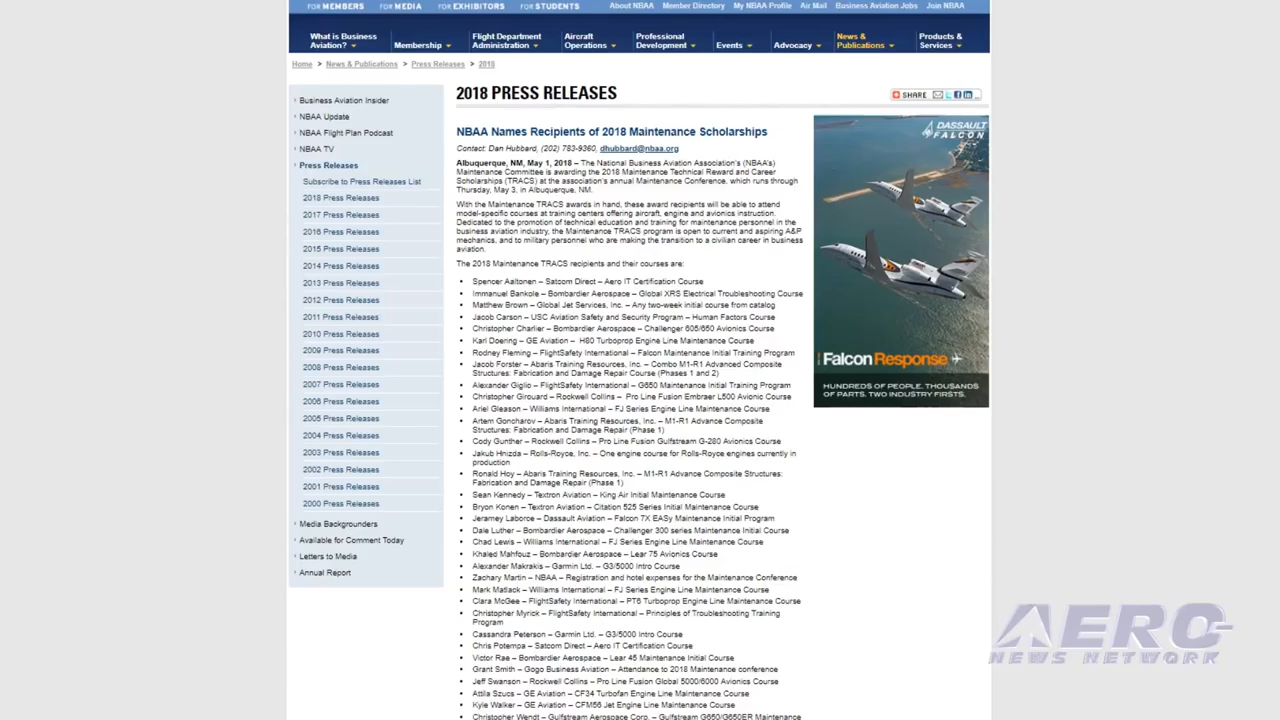 FOR MEMBERS FOR MEDIA FOR EXHIBITORS FOR STUDENTS About NBAA Member Directory My NBAA Profile Air Mail Business Aviation Jobs Join NBAA
What is Business Aviation? Membership Flight Department Administration Aircraft Operations Professional Development Events Advocacy News & Publications Products & Services
Home > News & Publications > Press Releases > 2018
Business Aviation Insider
NBAA Update
NBAA Flight Plan Podcast
NBAA TV
Press Releases
Subscribe to Press Releases List
2018 Press Releases
2017 Press Releases
2016 Press Releases
2015 Press Releases
2014 Press Releases
2013 Press Releases
2012 Press Releases
2011 Press Releases
2010 Press Releases
2009 Press Releases
2008 Press Releases
2007 Press Releases
2006 Press Releases
2005 Press Releases
2004 Press Releases
2003 Press Releases
2002 Press Releases
2001 Press Releases
2000 Press Releases
Media Backgrounders
Available for Comment Today
Letters to Media
Annual Report
2018 PRESS RELEASES
SHARE
NBAA Names Recipients of 2018 Maintenance Scholarships
Contact: Dan Hubbard, (202) 783-9360, dhubbard@nbaa.org
Albuquerque, NM, May 1, 2018 – The National Business Aviation Association's (NBAA's)
Maintenance Committee is awarding the 2018 Maintenance Technical Reward and Career
Scholarships (TRACS) at the association's annual Maintenance Conference, which runs through
Thursday, May 3, in Albuquerque, NM.
With the Maintenance TRACS awards in hand, these award recipients will be able to attend
model-specific courses at training centers offering aircraft, engine and avionics instruction.
Dedicated to the promotion of technical education and training for maintenance personnel in the
business aviation industry, the Maintenance TRACS program is open to current and aspiring A&P
mechanics, and to military personnel who are making the transition to a civilian career in business
aviation.
The 2018 Maintenance TRACS recipients and their courses are:
• Spencer Aaltonen – Satcom Direct – Aero IT Certification Course
• Immanuel Bankole – Bombardier Aerospace – Global XRS Electrical Troubleshooting Course
• Matthew Brown – Global Jet Services, Inc. – Any two-week initial course from catalog
• Jacob Carson – USC Aviation Safety and Security Program – Human Factors Course
• Christopher Charlier – Bombardier Aerospace – Challenger 605/650 Avionics Course
• Karl Doering – GE Aviation – H80 Turboprop Engine Line Maintenance Course
• Rodney Fleming – FlightSafety International – Falcon Maintenance Initial Training Program
• Jacob Forster – Abaris Training Resources, Inc. – Combo M1-R1 Advanced Composite
Structures: Fabrication and Damage Repair Course (Phases 1 and 2)
• Alexander Giglio – FlightSafety International – G650 Maintenance Initial Training Program
• Christopher Girouard – Rockwell Collins – Pro Line Fusion Embraer L500 Avionic Course
• Ariel Gleason – Williams International – FJ Series Engine Line Maintenance Course
• Artem Goncharov – Abaris Training Resources, Inc. – M1-R1 Advance Composite
Structures: Fabrication and Damage Repair (Phase 1)
• Cody Gunther – Rockwell Collins – Pro Line Fusion Gulfstream G-280 Avionics Course
• Jakub Hnizda – Rolls-Royce, Inc. – One engine course for Rolls-Royce engines currently in
production
• Ronald Hoy – Abaris Training Resources, Inc. – M1-R1 Advance Composite Structures:
Fabrication and Damage Repair (Phase 1)
• Sean Kennedy – Textron Aviation – King Air Initial Maintenance Course
• Bryon Konen – Textron Aviation – Citation 525 Series Initial Maintenance Course
• Jeramey Laborce – Dassault Aviation – Falcon 7X EASy Maintenance Initial Program
• Dale Luther – Bombardier Aerospace – Challenger 300 series Maintenance Initial Course
• Chad Lewis – Williams International – FJ Series Engine Line Maintenance Course
• Khaled Mahfouz – Bombardier Aerospace – Lear 75 Avionics Course
• Alexander Makrakis – Garmin Ltd. – G3/5000 Intro Course
• Zachary Martin – NBAA – Registration and hotel expenses for the Maintenance Conference
• Mark Matlack – Williams International – FJ Series Engine Line Maintenance Course
• Clara McGee – FlightSafety International – PT6 Turboprop Engine Line Maintenance Course
• Christopher Myrick – FlightSafety International – Principles of Troubleshooting Training
Program
• Cassandra Peterson – Garmin Ltd. – G3/5000 Intro Course
• Chris Potempa – Satcom Direct – Aero IT Certification Course
• Victor Rae – Bombardier Aerospace – Lear 45 Maintenance Initial Course
• Grant Smith – Gogo Business Aviation – Attendance to 2018 Maintenance conference
• Jeff Swanson – Rockwell Collins – Pro Line Fusion Global 5000/6000 Avionics Course
• Attila Szucs – GE Aviation – CF34 Turbofan Engine Line Maintenance Course
• Kyle Walker – GE Aviation – CFM56 Jet Engine Line Maintenance Course
• Christopher Wendt – Gulfstream Aerospace Corp. – Gulfstream G650/G650ER Maintenance
DASSAULT
FALCON
Falcon Response
HUNDREDS OF PEOPLE. THOUSANDS
OF PARTS. TWO INDUSTRY FIRSTS.
AERO
NEWS NETWORK